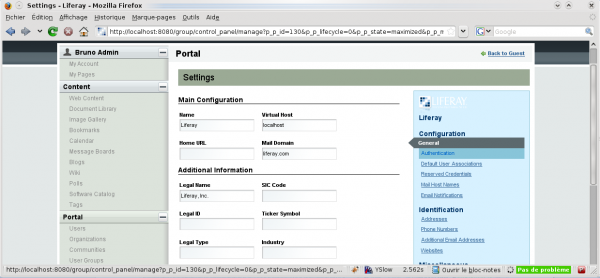 Settings - Liferay - Mozilla Firefox
Fichier Edition Affichage Historique Marque-pages Outils Aide
http://localhost:8080/group/control_panel/manage?p_p_id=130&p_p_lifecycle=0&p_p_state=maximized&p_p_m
Google
Bruno Admin
My Account
My Pages
Content
Web Content
Document Library
Image Gallery
Bookmarks
Calendar
Message Boards
Blogs
Wiki
Polls
Software Catalog
Tags
Portal
Users
Organizations
Communities
User Groups
Portal
Back to Guest
Settings
Main Configuration
Name
Virtual Host
Liferay
localhost
Home URL
Mail Domain
liferay.com
Additional Information
Legal Name
SIC Code
Liferay, Inc.
Legal ID
Ticker Symbol
Legal Type
Industry
LIFERAY
Liferay
Configuration
General
Authentication
Default User Associations
Reserved Credentials
Mail Host Names
Email Notifications
Identification
Addresses
Phone Numbers
Additional Email Addresses
Websites
Miscellaneous
http://localhost:8080/group/control_panel/manage?p_p_id=130&p_p_lifecycle=0&p_p_state=maximized&p_p_...
YSlow
2.562s
Ouvrir le bloc-notes
Pas de problème